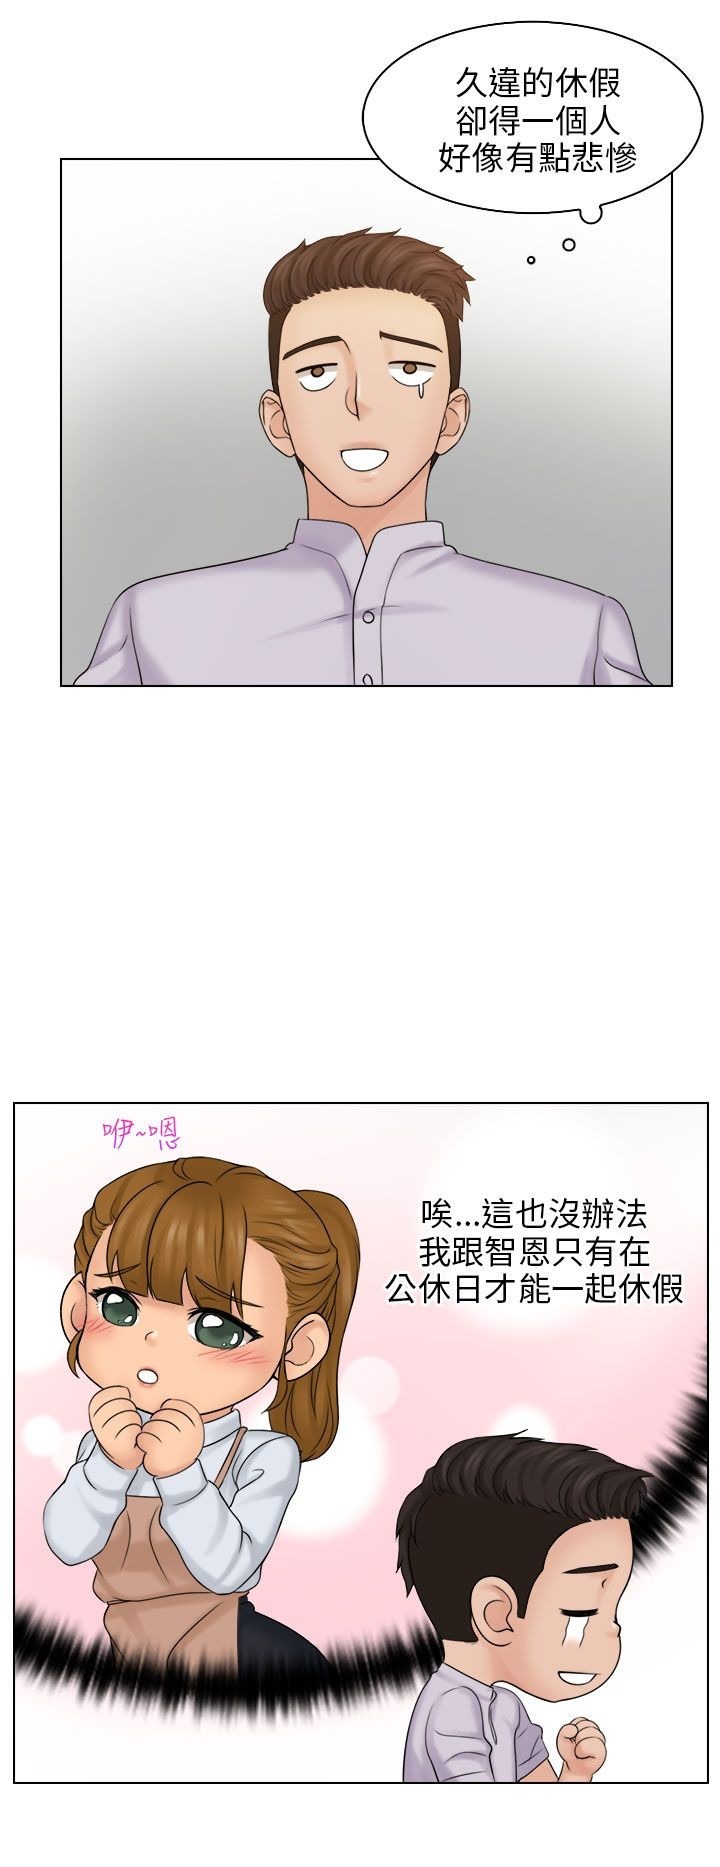 久違的休假
卻得一個人
好像有點悲慘
咿~嗯
唉...這也沒辦法
我跟智恩只有在
公休日才能一起休假